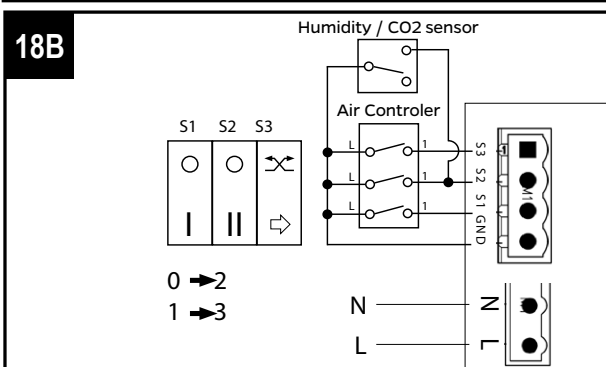 18B
Humidity / CO2 sensor
Air Controler
S1 S2 S3
I II
L 1 S3 1
L 1 S2
L 1 S1
GND
M1
0 → 2
1 → 3
N N
L L